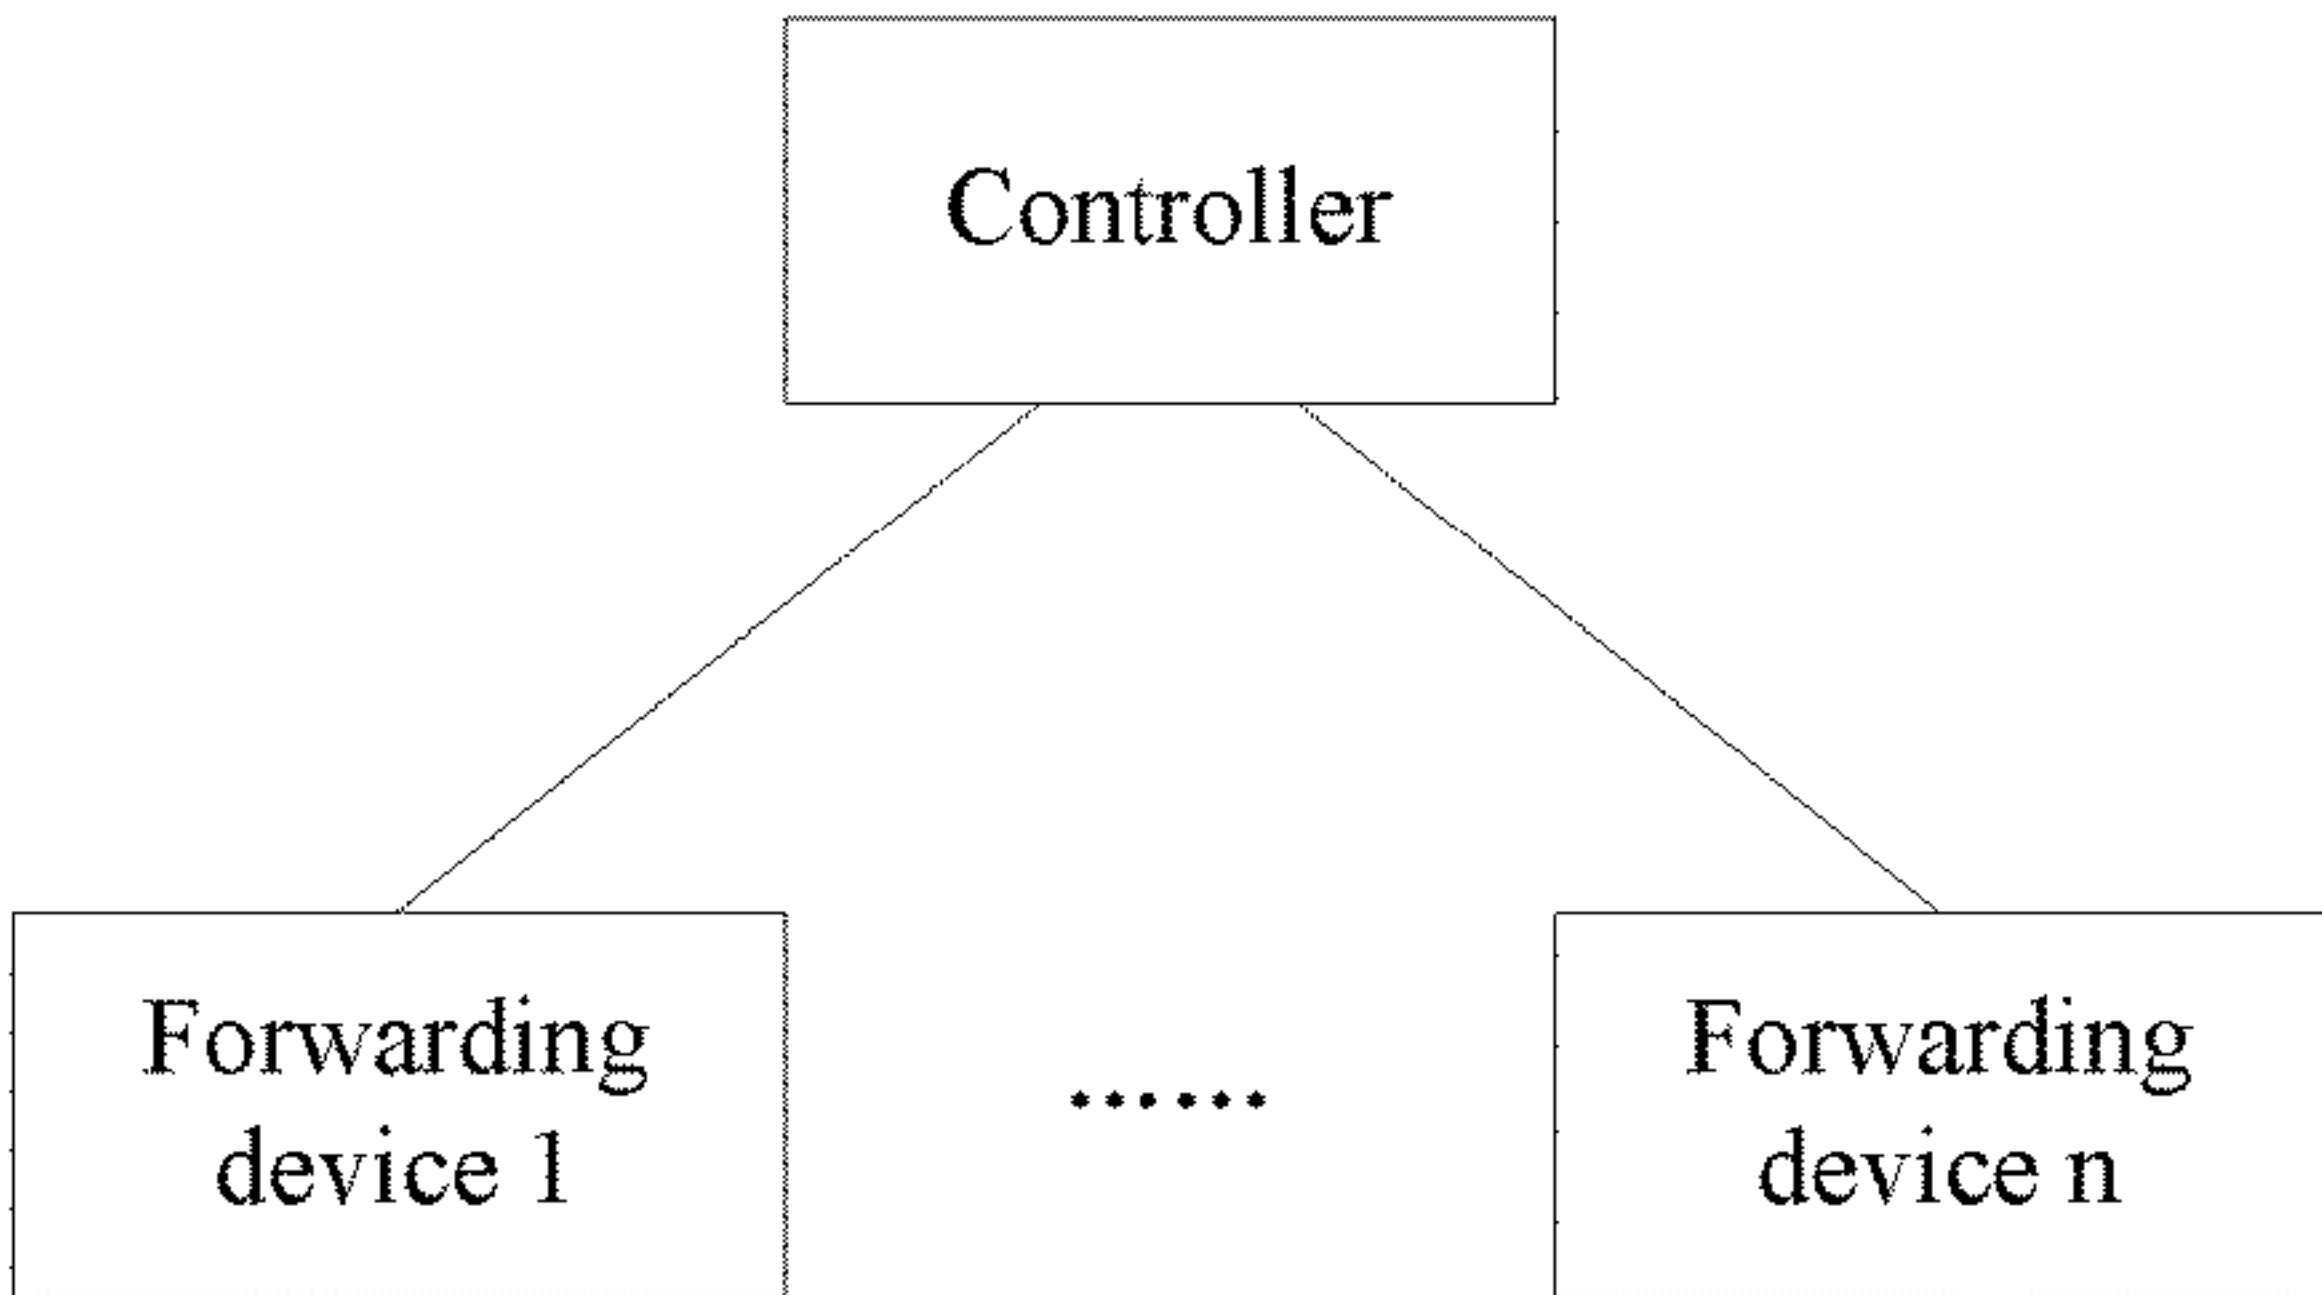 Controller
Forwarding
device 1
......
Forwarding
device n